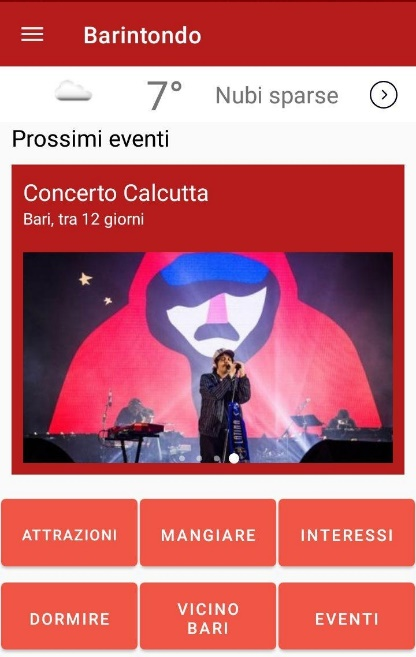 Barintondo
7° Nubi sparse
Prossimi eventi
Concerto Calcutta
Bari, tra 12 giorni
ATTRAZIONI MANGIARE INTERESSI
DORMIRE VICINO BARI EVENTI